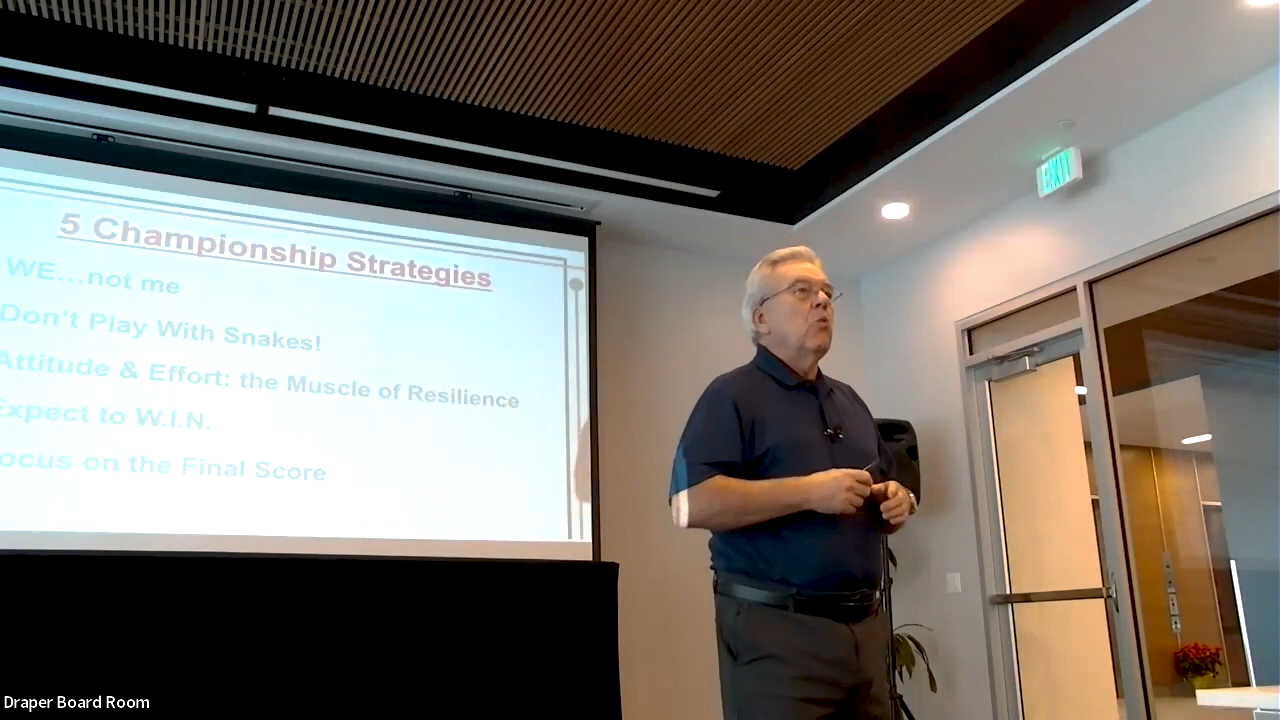 5 Championship Strategies
WE...not me
Don't Play With Snakes!
Attitude & Effort: the Muscle of Resilience
Expect to W.I.N.
ocus on the Final Score
EXIT
Draper Board Room